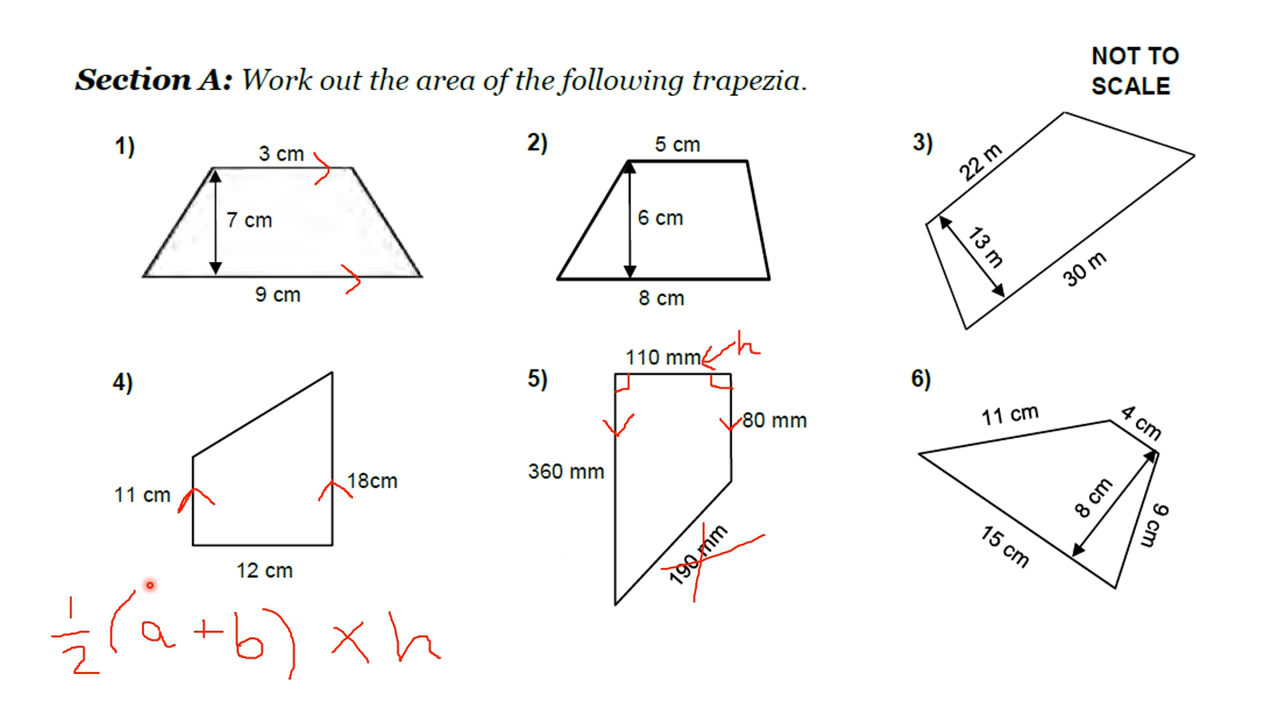 NOT TO
SCALE
Section A: Work out the area of the following trapezia.
1)
3 cm
7 cm
9 cm
2)
5 cm
6 cm
8 cm
3)
22 m
13 m
30 m
4)
11 cm
18cm
12 cm
5)
110 mm
h
80 mm
360 mm
190 mm
6)
11 cm
4 cm
8 cm
9 cm
15 cm
1/2 (a + b) × h